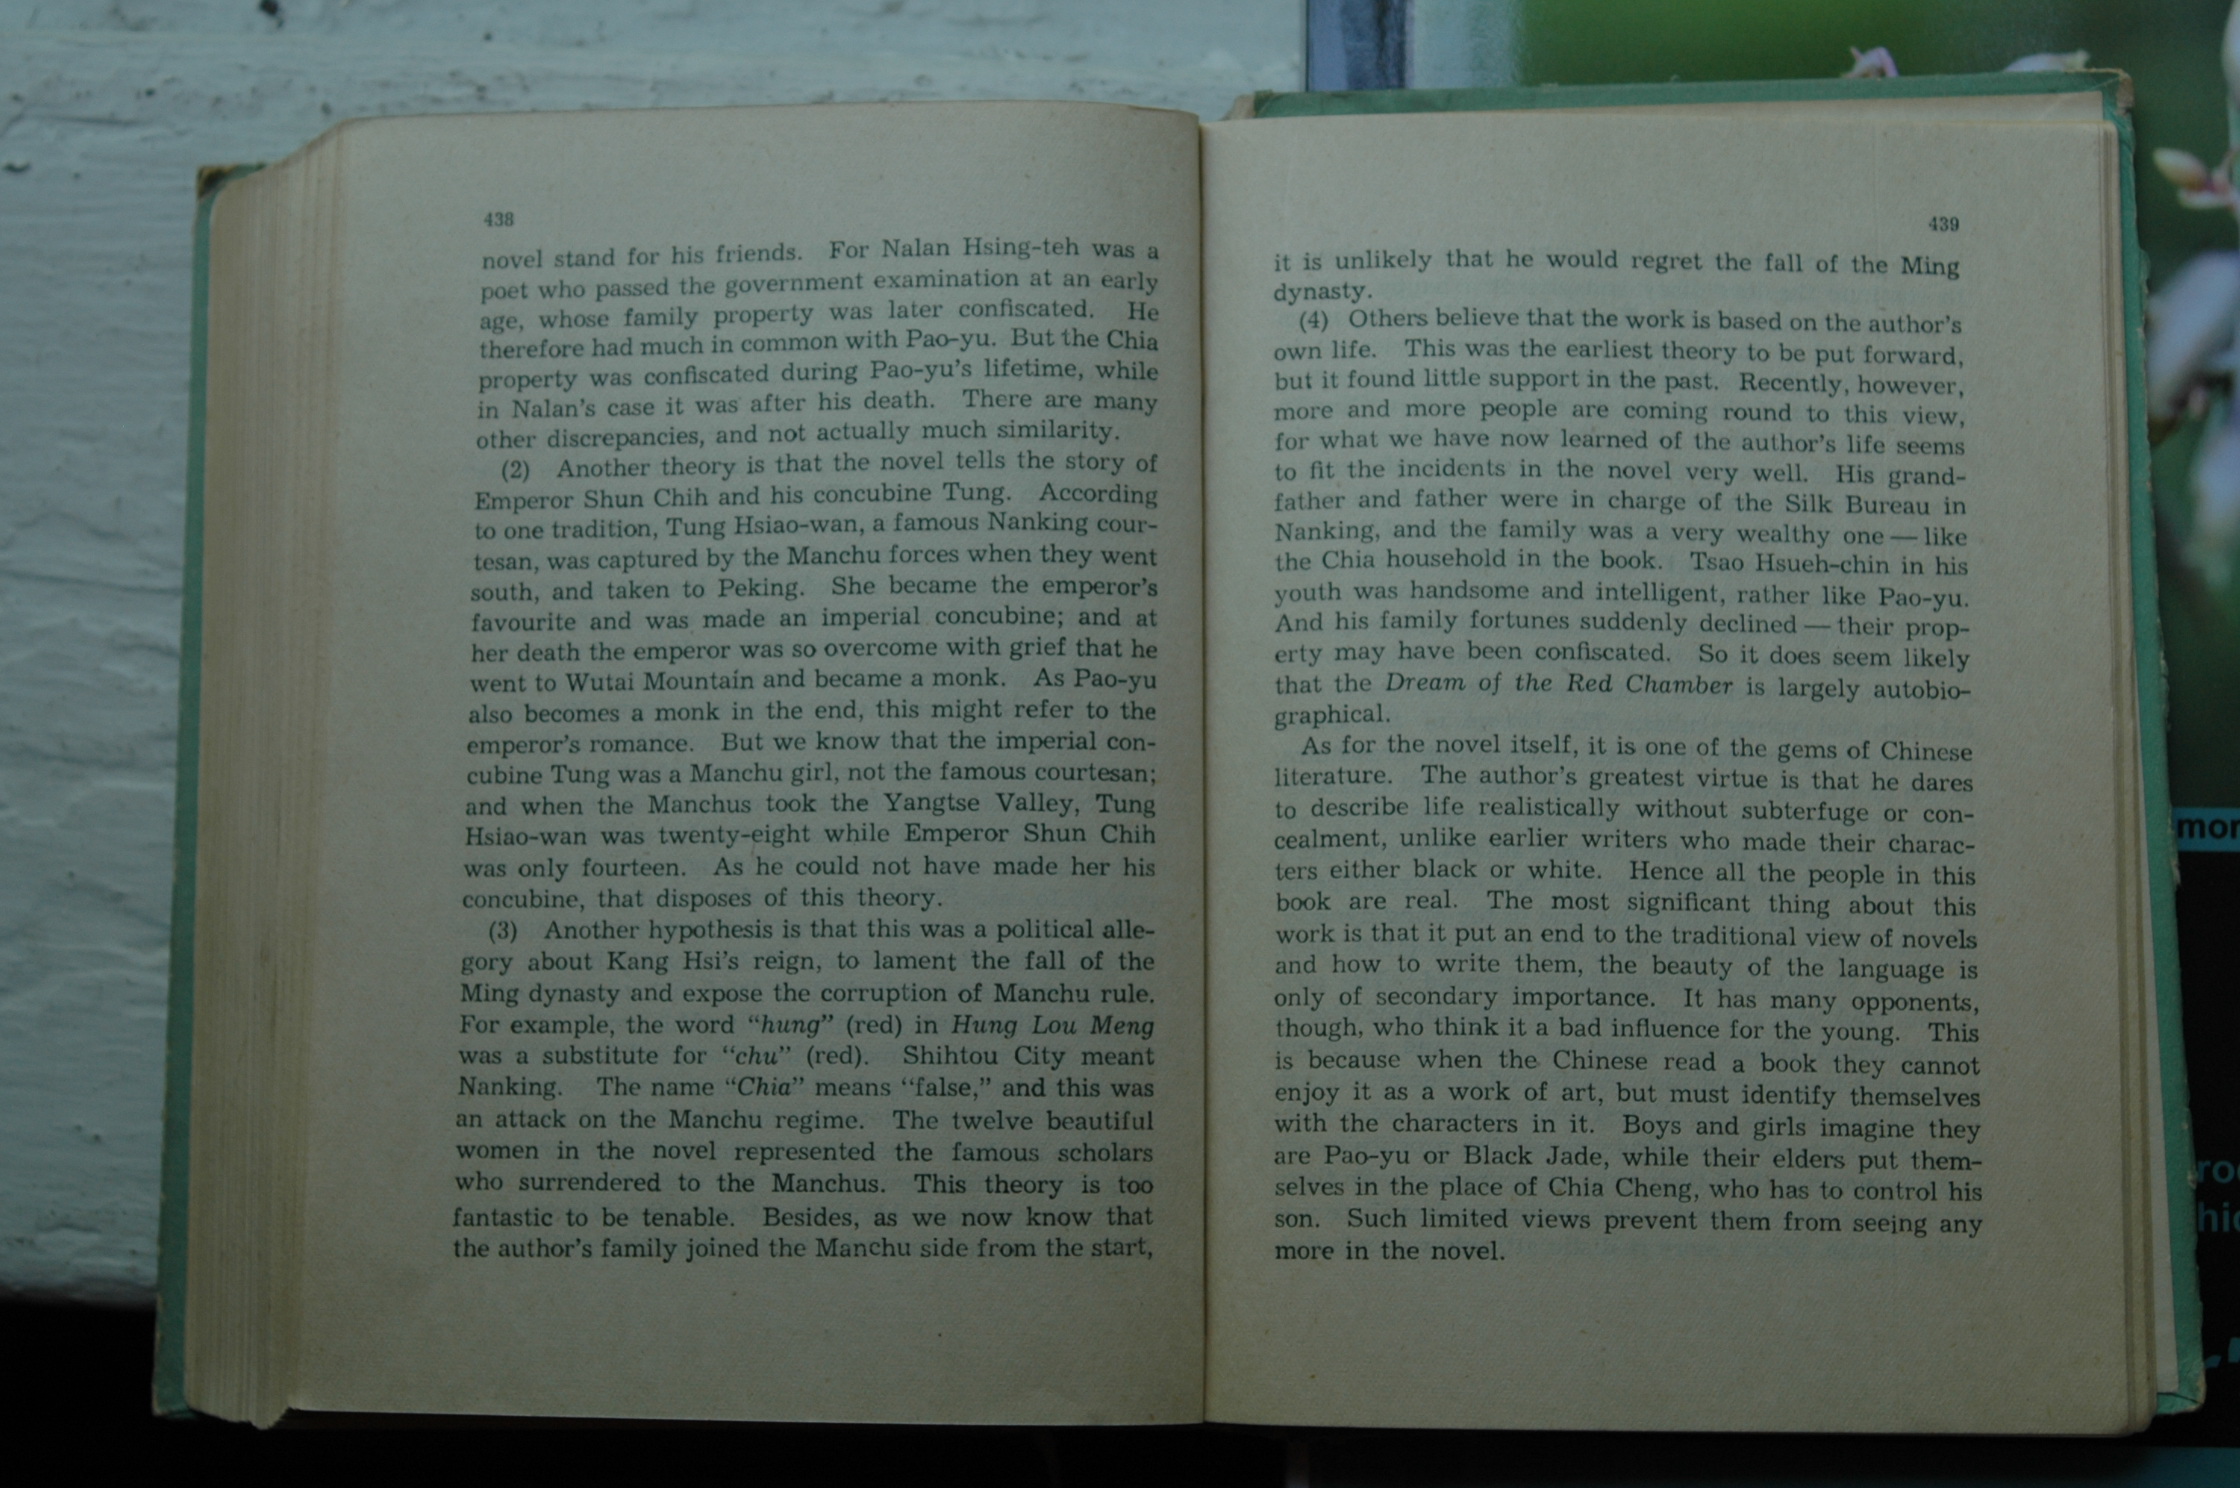 438
novel stand for his friends. For Nalan Hsing-teh was a
poet who passed the government examination at an early
age, whose family property was later confiscated. He
therefore had much in common with Pao-yu. But the Chia
property was confiscated during Pao-yu's lifetime, while
in Nalan's case it was after his death. There are many
other discrepancies, and not actually much similarity.
(2) Another theory is that the novel tells the story of
Emperor Shun Chih and his concubine Tung. According
to one tradition, Tung Hsiao-wan, a famous Nanking cour-
tesan, was captured by the Manchu forces when they went
south, and taken to Peking. She became the emperor's
favourite and was made an imperial concubine; and at
her death the emperor was so overcome with grief that he
went to Wutai Mountain and became a monk. As Pao-yu
also becomes a monk in the end, this might refer to the
emperor's romance. But we know that the imperial con-
cubine Tung was a Manchu girl, not the famous courtesan;
and when the Manchus took the Yangtse Valley, Tung
Hsiao-wan was twenty-eight while Emperor Shun Chih
was only fourteen. As he could not have made her his
concubine, that disposes of this theory.
(3) Another hypothesis is that this was a political alle-
gory about Kang Hsi's reign, to lament the fall of the
Ming dynasty and expose the corruption of Manchu rule.
For example, the word "hung" (red) in Hung Lou Meng
was a substitute for "chu" (red). Shihtou City meant
Nanking. The name "Chia" means "false," and this was
an attack on the Manchu regime. The twelve beautiful
women in the novel represented the famous scholars
who surrendered to the Manchus. This theory is too
fantastic to be tenable. Besides, as we now know that
the author's family joined the Manchu side from the start,
439
it is unlikely that he would regret the fall of the Ming
dynasty.
(4) Others believe that the work is based on the author's
own life. This was the earliest theory to be put forward,
but it found little support in the past. Recently, however,
more and more people are coming round to this view,
for what we have now learned of the author's life seems
to fit the incidents in the novel very well. His grand-
father and father were in charge of the Silk Bureau in
Nanking, and the family was a very wealthy one — like
the Chia household in the book. Tsao Hsueh-chin in his
youth was handsome and intelligent, rather like Pao-yu.
And his family fortunes suddenly declined — their prop-
erty may have been confiscated. So it does seem likely
that the Dream of the Red Chamber is largely autobio-
graphical.
As for the novel itself, it is one of the gems of Chinese
literature. The author's greatest virtue is that he dares
to describe life realistically without subterfuge or con-
cealment, unlike earlier writers who made their charac-
ters either black or white. Hence all the people in this
book are real. The most significant thing about this
work is that it put an end to the traditional view of novels
and how to write them, the beauty of the language is
only of secondary importance. It has many opponents,
though, who think it a bad influence for the young. This
is because when the Chinese read a book they cannot
enjoy it as a work of art, but must identify themselves
with the characters in it. Boys and girls imagine they
are Pao-yu or Black Jade, while their elders put them-
selves in the place of Chia Cheng, who has to control his
son. Such limited views prevent them from seeing any
more in the novel.
mor